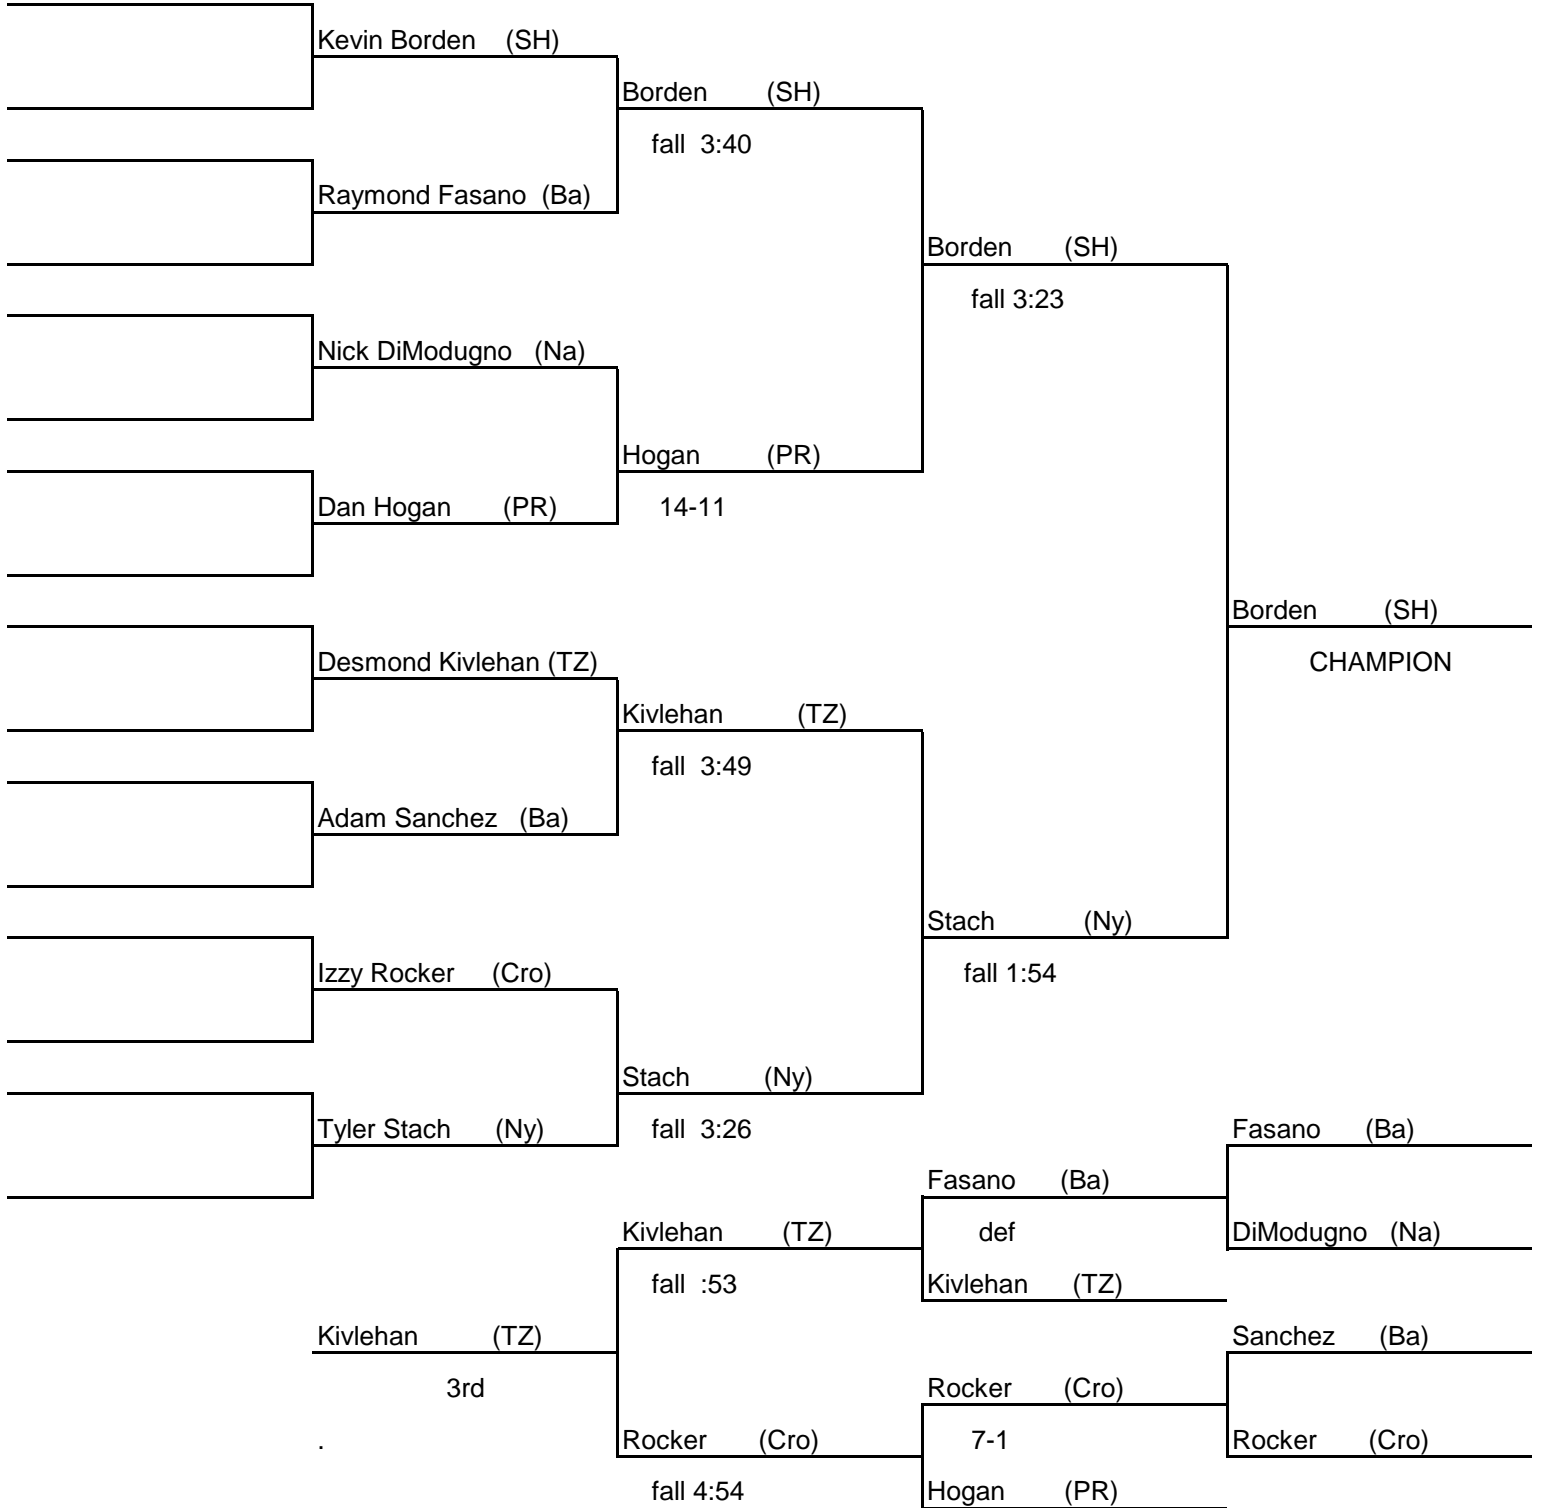 Kevin Borden (SH)
Borden (SH)
fall 3:40
Raymond Fasano (Ba)
Borden (SH)
fall 3:23
Nick DiModugno (Na)
Hogan (PR)
Dan Hogan (PR)
14-11
Borden (SH)
CHAMPION
Desmond Kivlehan (TZ)
Kivlehan (TZ)
fall 3:49
Adam Sanchez (Ba)
Stach (Ny)
fall 1:54
Izzy Rocker (Cro)
Stach (Ny)
Tyler Stach (Ny)
fall 3:26
Fasano (Ba)
Fasano (Ba)
Kivlehan (TZ)
def
DiModugno (Na)
fall :53
Kivlehan (TZ)
Kivlehan (TZ)
Sanchez (Ba)
3rd
Rocker (Cro)
.
Rocker (Cro)
7-1
Rocker (Cro)
fall 4:54
Hogan (PR)